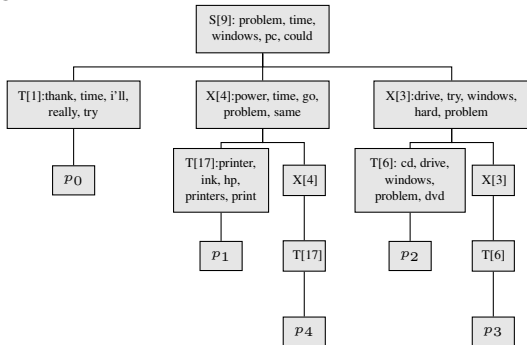 S[9]: problem, time,
windows, pc, could
T[1]:thank, time, i'll,
really, try
X[4]:power, time, go,
problem, same
X[3]:drive, try, windows,
hard, problem
p0
T[17]:printer,
ink, hp,
printers, print
X[4]
T[6]: cd, drive,
windows,
problem, dvd
X[3]
p1
T[17]
p2
T[6]
p4
p3